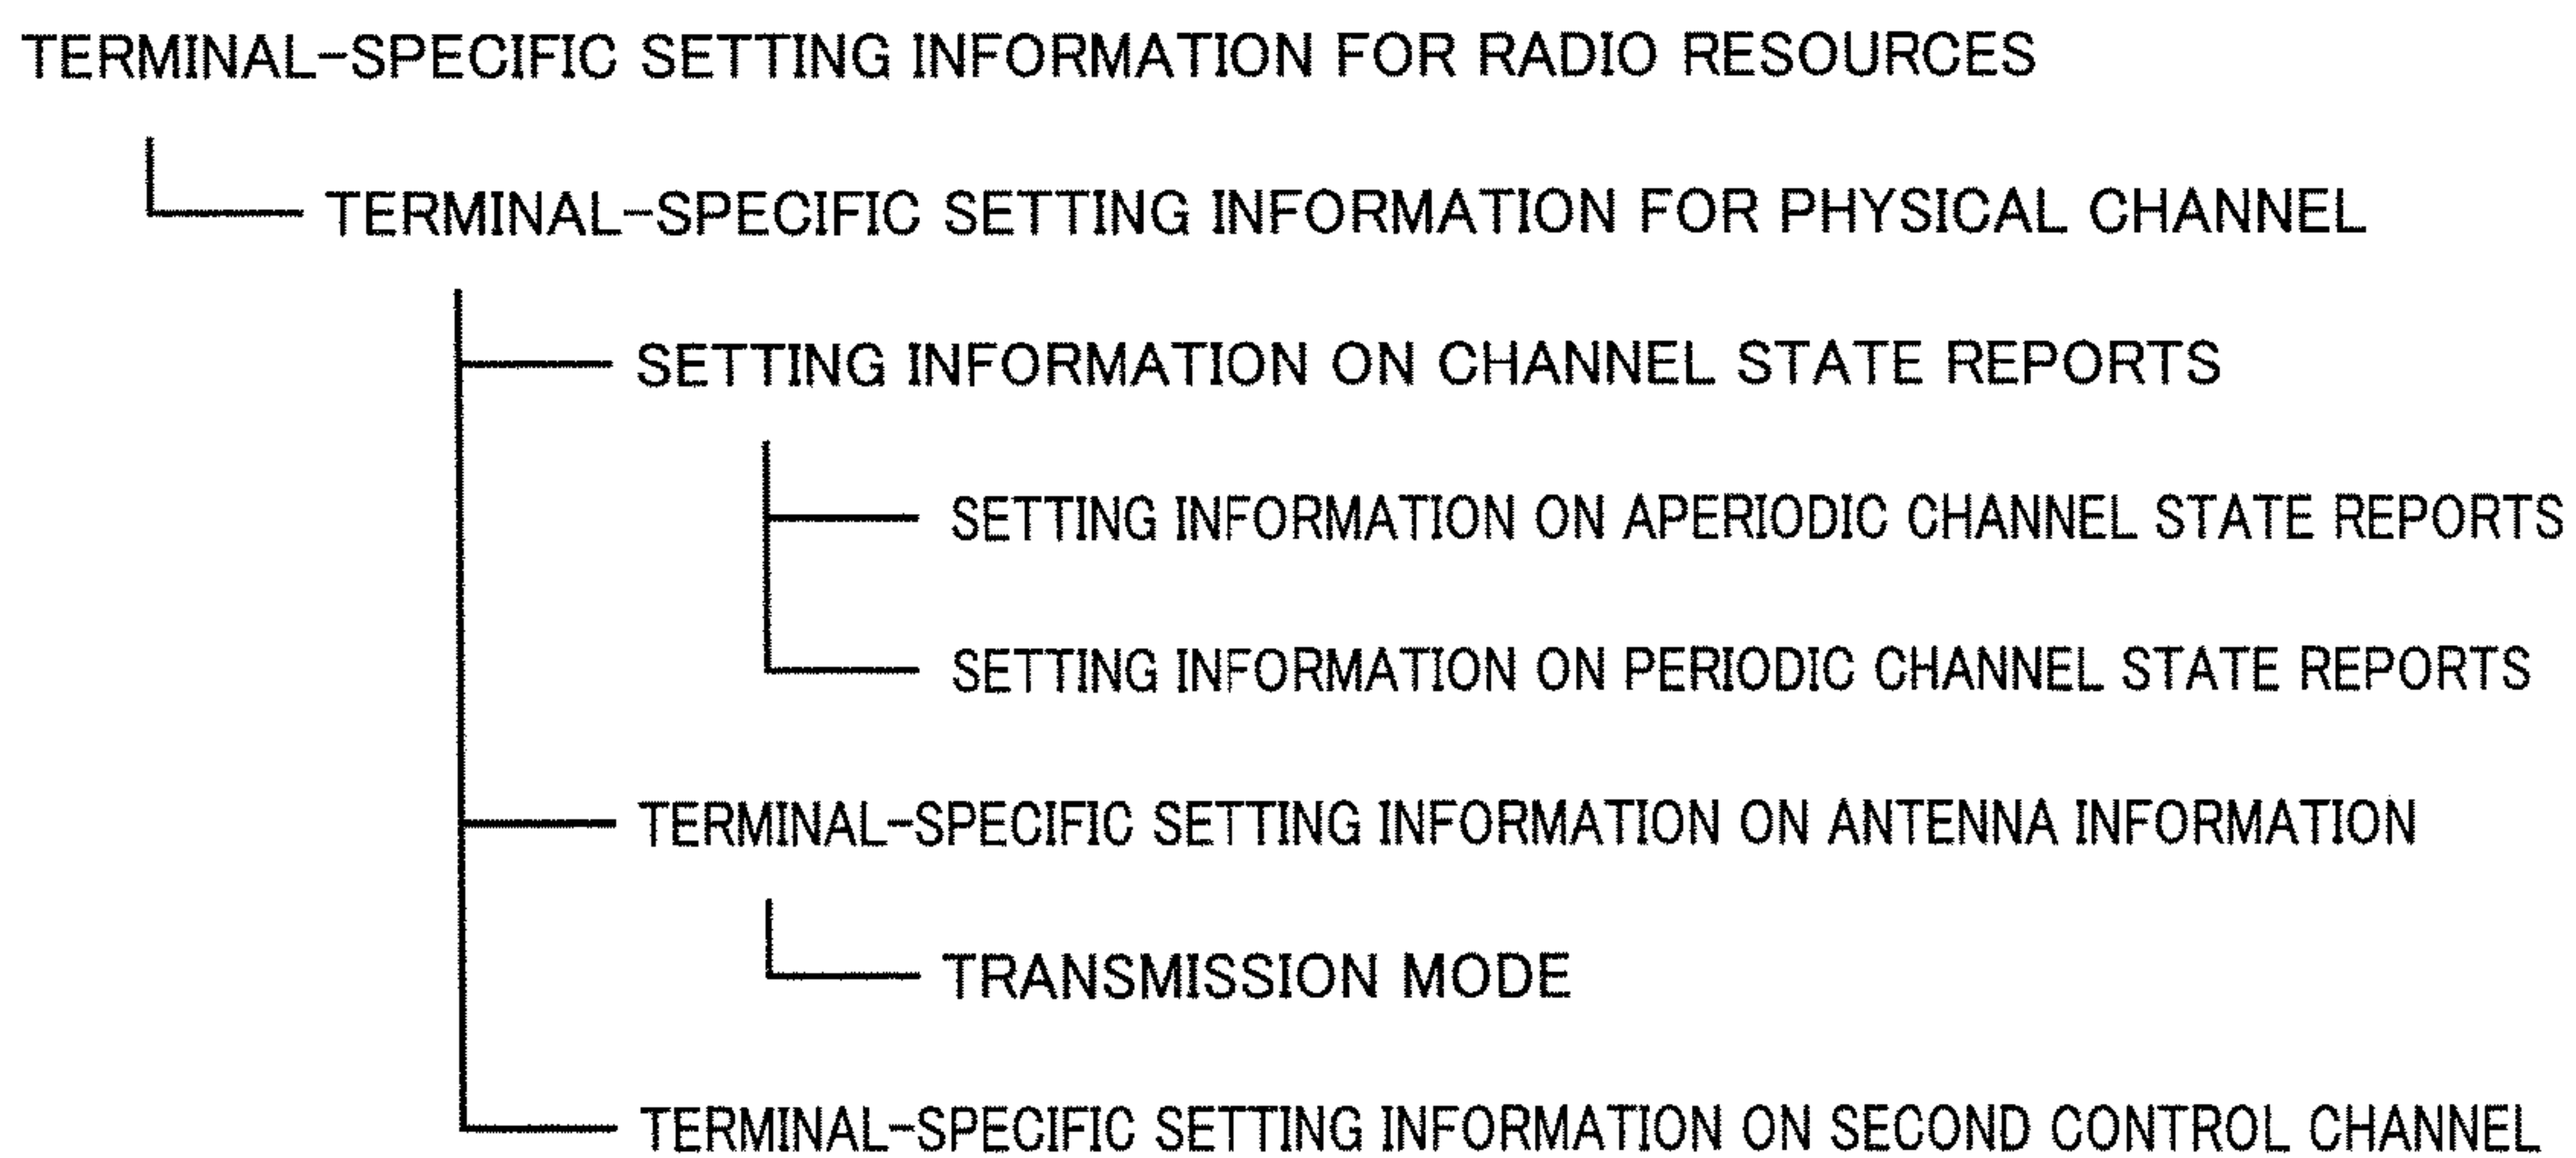 TERMINAL-SPECIFIC SETTING INFORMATION FOR RADIO RESOURCES
TERMINAL-SPECIFIC SETTING INFORMATION FOR PHYSICAL CHANNEL
SETTING INFORMATION ON CHANNEL STATE REPORTS
SETTING INFORMATION ON APERIODIC CHANNEL STATE REPORTS
SETTING INFORMATION ON PERIODIC CHANNEL STATE REPORTS
TERMINAL-SPECIFIC SETTING INFORMATION ON ANTENNA INFORMATION
TRANSMISSION MODE
TERMINAL-SPECIFIC SETTING INFORMATION ON SECOND CONTROL CHANNEL